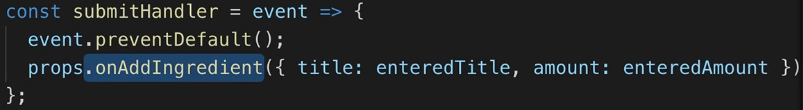 const submitHandler = event => {
event.preventDefault();
props.onAddIngredient({ title: enteredTitle, amount: enteredAmount })
};